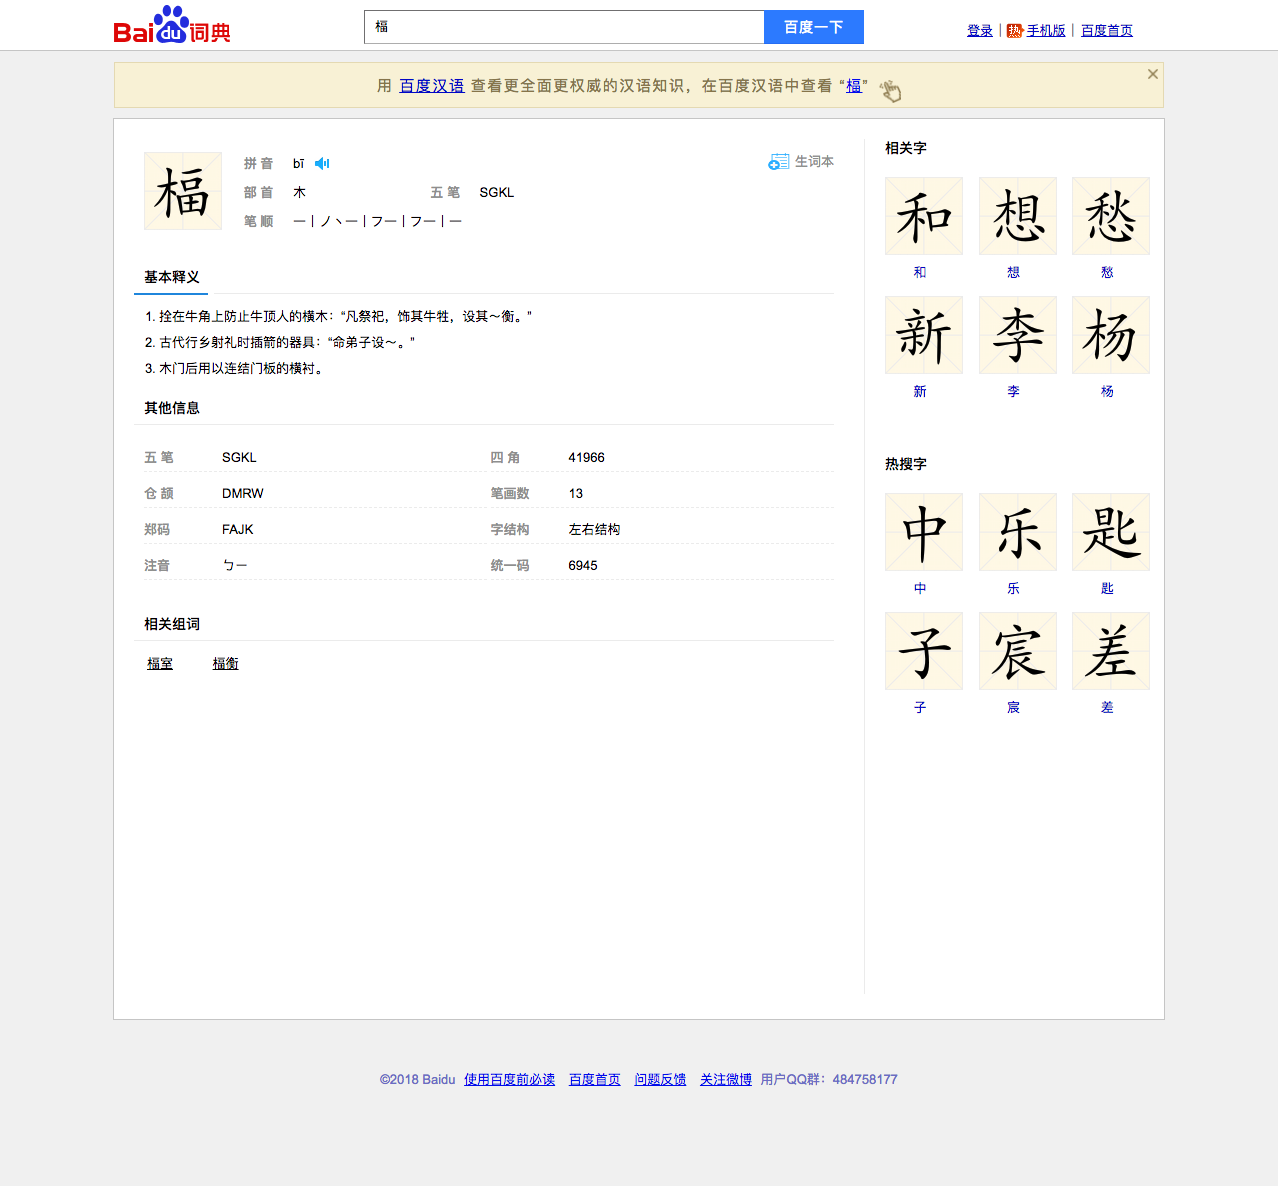 Baidu词典
楅
百度一下
登录 | 热 手机版 | 百度首页
用 百度汉语 查看更全面更权威的汉语知识，在百度汉语中查看 “楅”
楅
拼 音 bī
生词本
部 首 木 五 笔 SGKL
笔 顺 一丨ノヽ一丨フ一丨フ一丨一
基本释义
1. 拴在牛角上防止牛顶人的横木：“凡祭祀，饰其牛牲，设其～衡。”
2. 古代行乡射礼时插箭的器具：“命弟子设～。”
3. 木门后用以连结门板的横衬。
其他信息
五 笔 SGKL 四 角 41966
仓 颉 DMRW 笔画数 13
郑码 FAJK 字结构 左右结构
注音 ㄅㄧ 统一码 6945
相关组词
楅室 楅衡
相关字
和 想 愁
和 想 愁
新 李 杨
新 李 杨
热搜字
中 乐 匙
中 乐 匙
子 宸 差
子 宸 差
©2018 Baidu 使用百度前必读 百度首页 问题反馈 关注微博 用户QQ群：484758177